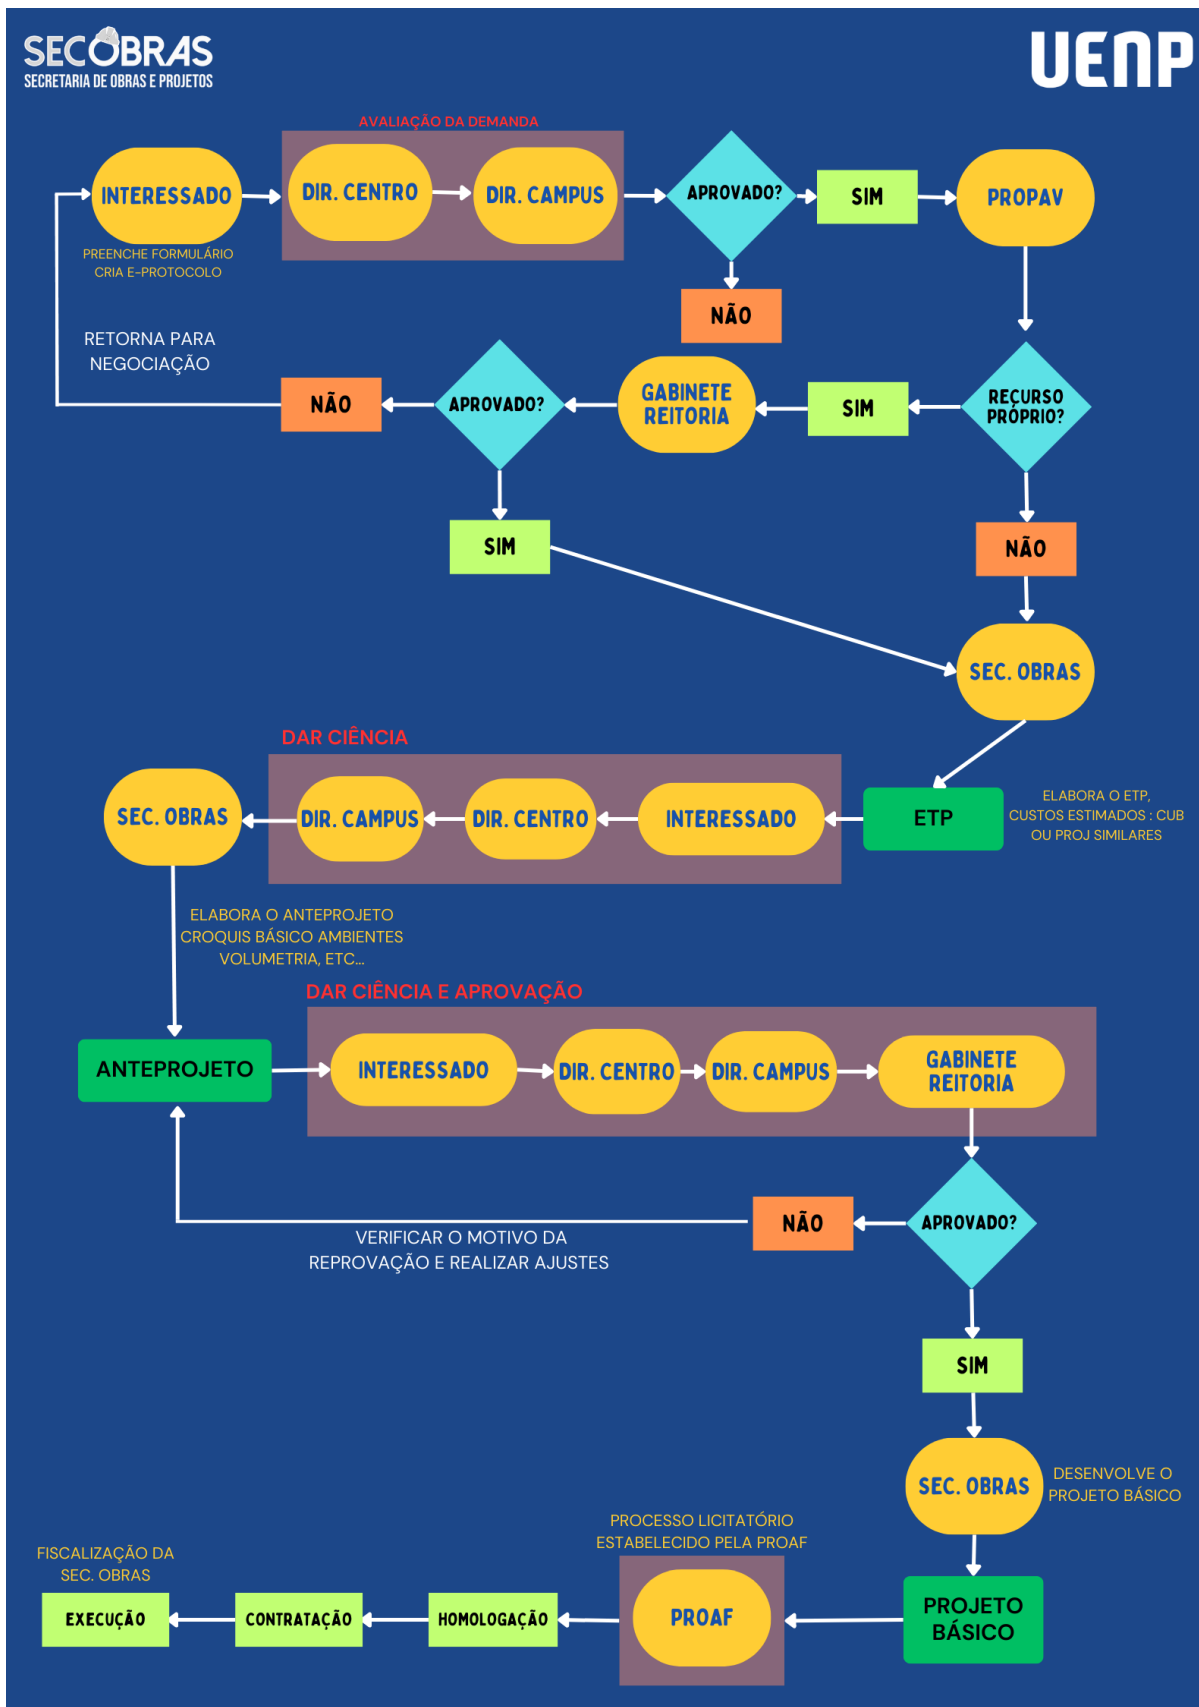 SECOBRAS
SECRETARIA DE OBRAS E PROJETOS
UENP
AVALIAÇÃO DA DEMANDA
INTERESSADO
DIR. CENTRO
DIR. CAMPUS
APROVADO?
SIM
PROPAV
PREENCHE FORMULÁRIO
CRIA E-PROTOCOLO
NÃO
RETORNA PARA
NEGOCIAÇÃO
NÃO
APROVADO?
GABINETE
REITORIA
SIM
RECURSO
PRÓPRIO?
SIM
NÃO
SEC. OBRAS
DAR CIÊNCIA
SEC. OBRAS
DIR. CAMPUS
DIR. CENTRO
INTERESSADO
ETP
ELABORA O ETP,
CUSTOS ESTIMADOS : CUB
OU PROJ SIMILARES
ELABORA O ANTEPROJETO
CROQUIS BÁSICO AMBIENTES
VOLUMETRIA, ETC...
DAR CIÊNCIA E APROVAÇÃO
ANTEPROJETO
INTERESSADO
DIR. CENTRO
DIR. CAMPUS
GABINETE
REITORIA
NÃO
APROVADO?
VERIFICAR O MOTIVO DA
REPROVAÇÃO E REALIZAR AJUSTES
SIM
SEC. OBRAS
DESENVOLVE O
PROJETO BÁSICO
PROCESSO LICITATÓRIO
ESTABELECIDO PELA PROAF
FISCALIZAÇÃO DA
SEC. OBRAS
EXECUÇÃO
CONTRATAÇÃO
HOMOLOGAÇÃO
PROAF
PROJETO
BÁSICO